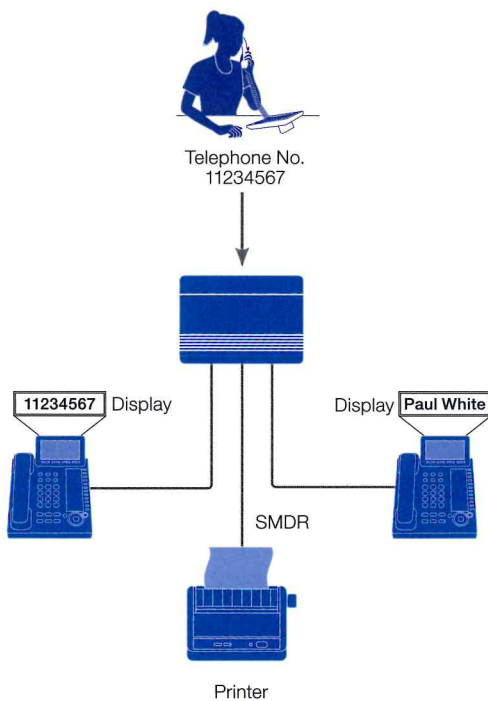 Telephone No.
11234567
11234567 Display
Display Paul White
SMDR
Printer